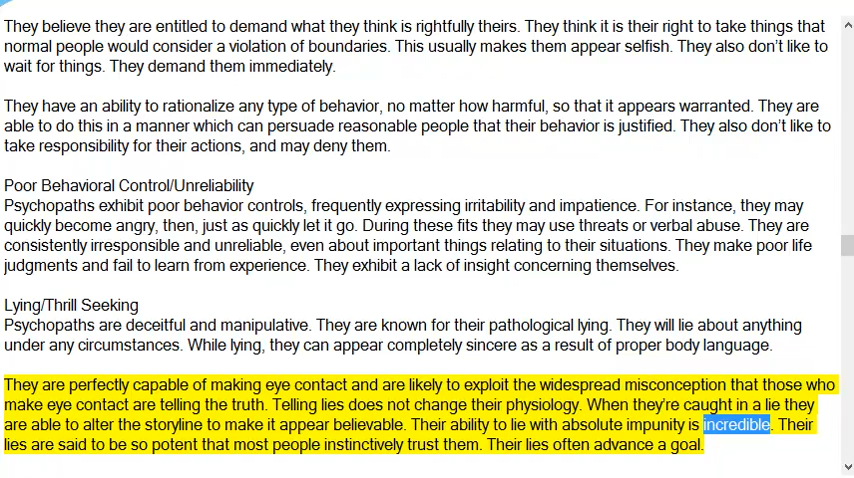 They believe they are entitled to demand what they think is rightfully theirs. They think it is their right to take things that
normal people would consider a violation of boundaries. This usually makes them appear selfish. They also don’t like to
wait for things. They demand them immediately.
They have an ability to rationalize any type of behavior, no matter how harmful, so that it appears warranted. They are
able to do this in a manner which can persuade reasonable people that their behavior is justified. They also don’t like to
take responsibility for their actions, and may deny them.
Poor Behavioral Control/Unreliability
Psychopaths exhibit poor behavior controls, frequently expressing irritability and impatience. For instance, they may
quickly become angry, then, just as quickly let it go. During these fits they may use threats or verbal abuse. They are
consistently irresponsible and unreliable, even about important things relating to their situations. They make poor life
judgments and fail to learn from experience. They exhibit a lack of insight concerning themselves.
Lying/Thrill Seeking
Psychopaths are deceitful and manipulative. They are known for their pathological lying. They will lie about anything
under any circumstances. While lying, they can appear completely sincere as a result of proper body language.
They are perfectly capable of making eye contact and are likely to exploit the widespread misconception that those who
make eye contact are telling the truth. Telling lies does not change their physiology. When they’re caught in a lie they
are able to alter the storyline to make it appear believable. Their ability to lie with absolute impunity is incredible. Their
lies are said to be so potent that most people instinctively trust them. Their lies often advance a goal.